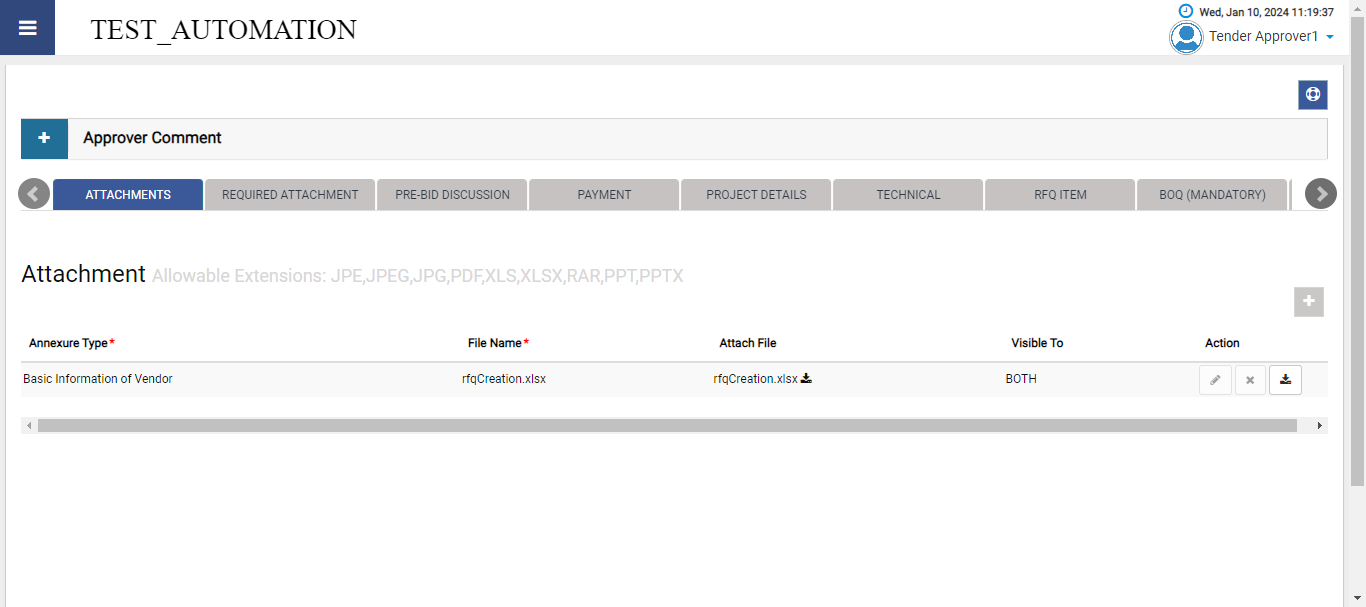 TEST_AUTOMATION
Wed, Jan 10, 2024 11:19:37
Tender Approver1
Approver Comment
ATTACHMENTS REQUIRED ATTACHMENT PRE-BID DISCUSSION PAYMENT PROJECT DETAILS TECHNICAL RFQ ITEM BOQ (MANDATORY)
Attachment Allowable Extensions: JPE,JPEG,JPG,PDF,XLS,XLSX,RAR,PPT,PPTX
Annexure Type* File Name* Attach File Visible To Action
Basic Information of Vendor rfqCreation.xlsx rfqCreation.xlsx BOTH